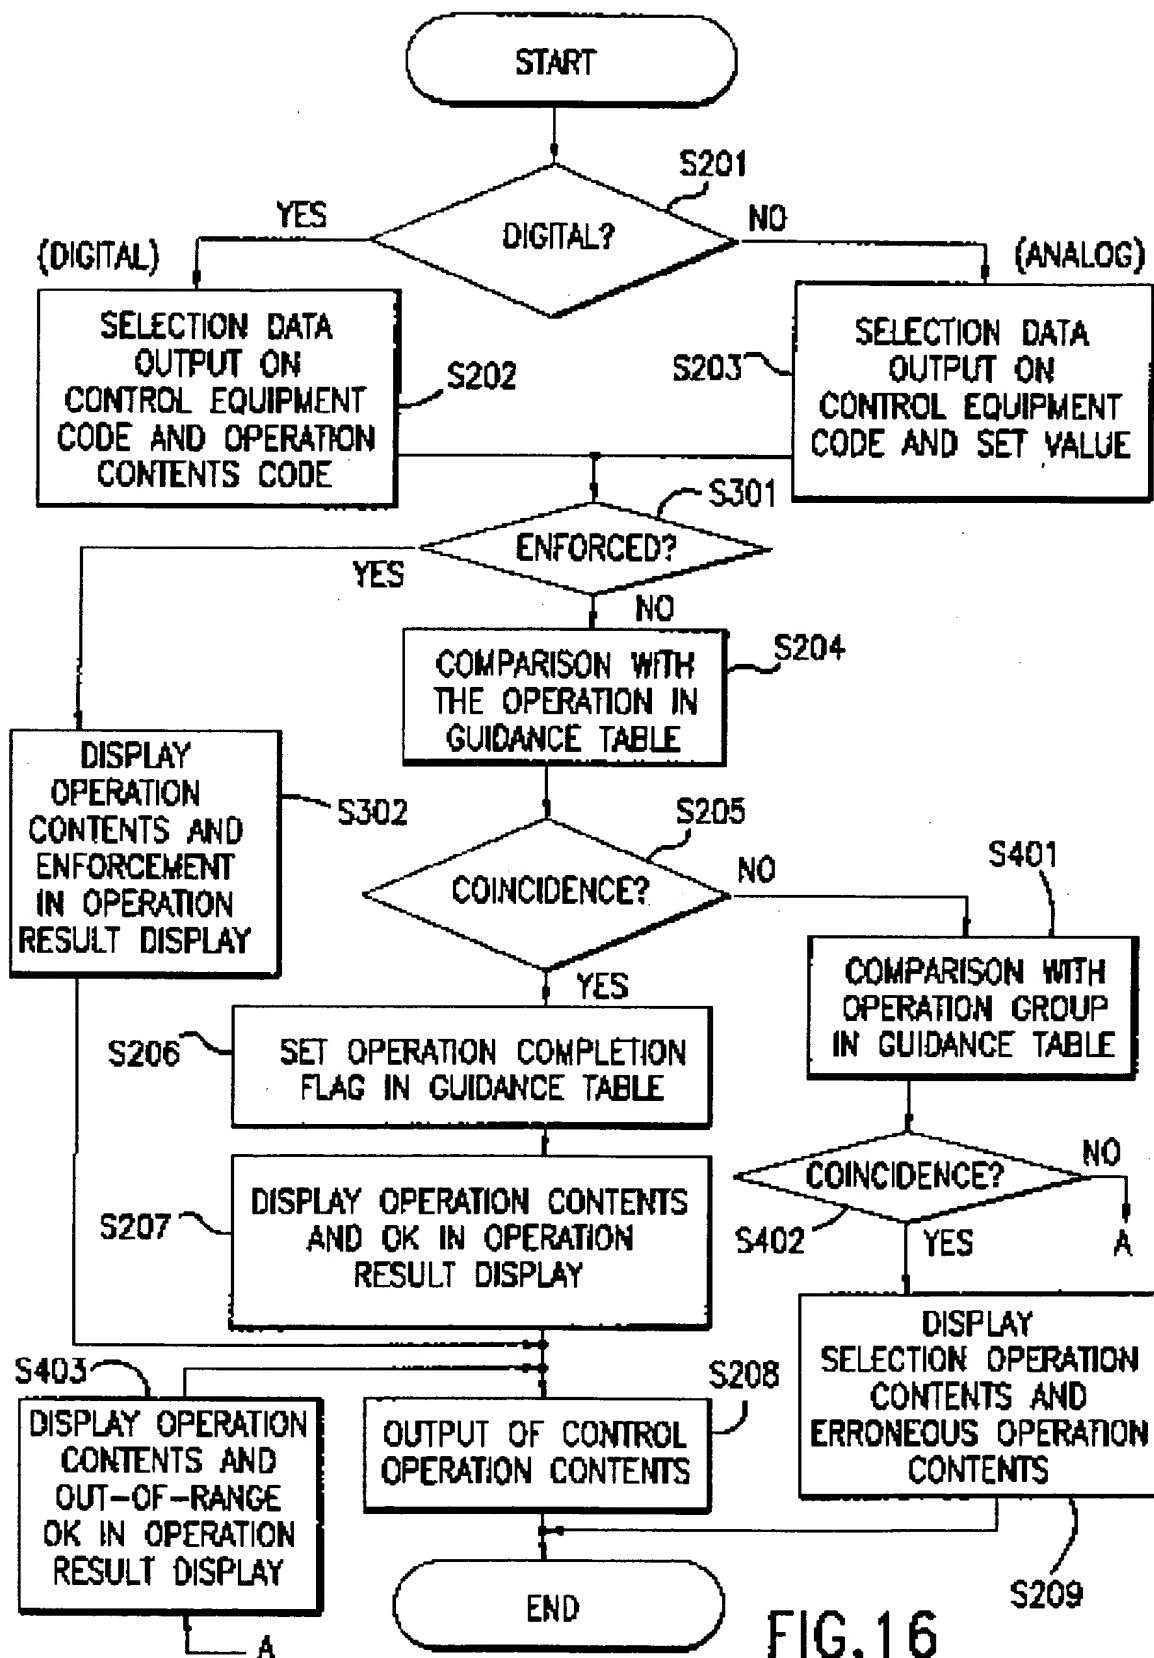 START
S201
YES
DIGITAL?
NO
(DIGITAL)
(ANALOG)
SELECTION DATA
OUTPUT ON
CONTROL EQUIPMENT
CODE AND OPERATION
CONTENTS CODE
S202
S203
SELECTION DATA
OUTPUT ON
CONTROL EQUIPMENT
CODE AND SET VALUE
S301
ENFORCED?
YES
NO
COMPARISON WITH
THE OPERATION IN
GUIDANCE TABLE
S204
DISPLAY
OPERATION
CONTENTS AND
ENFORCEMENT
IN OPERATION
RESULT DISPLAY
S302
S205
COINCIDENCE?
NO
YES
S401
COMPARISON WITH
OPERATION GROUP
IN GUIDANCE TABLE
S206
SET OPERATION COMPLETION
FLAG IN GUIDANCE TABLE
COINCIDENCE?
NO
S402
YES
A
S207
DISPLAY OPERATION CONTENTS
AND OK IN OPERATION
RESULT DISPLAY
DISPLAY
SELECTION OPERATION
CONTENTS AND
ERRONEOUS OPERATION
CONTENTS
S209
S403
DISPLAY OPERATION
CONTENTS AND
OUT-OF-RANGE
OK IN OPERATION
RESULT DISPLAY
A
S208
OUTPUT OF CONTROL
OPERATION CONTENTS
END
FIG.16